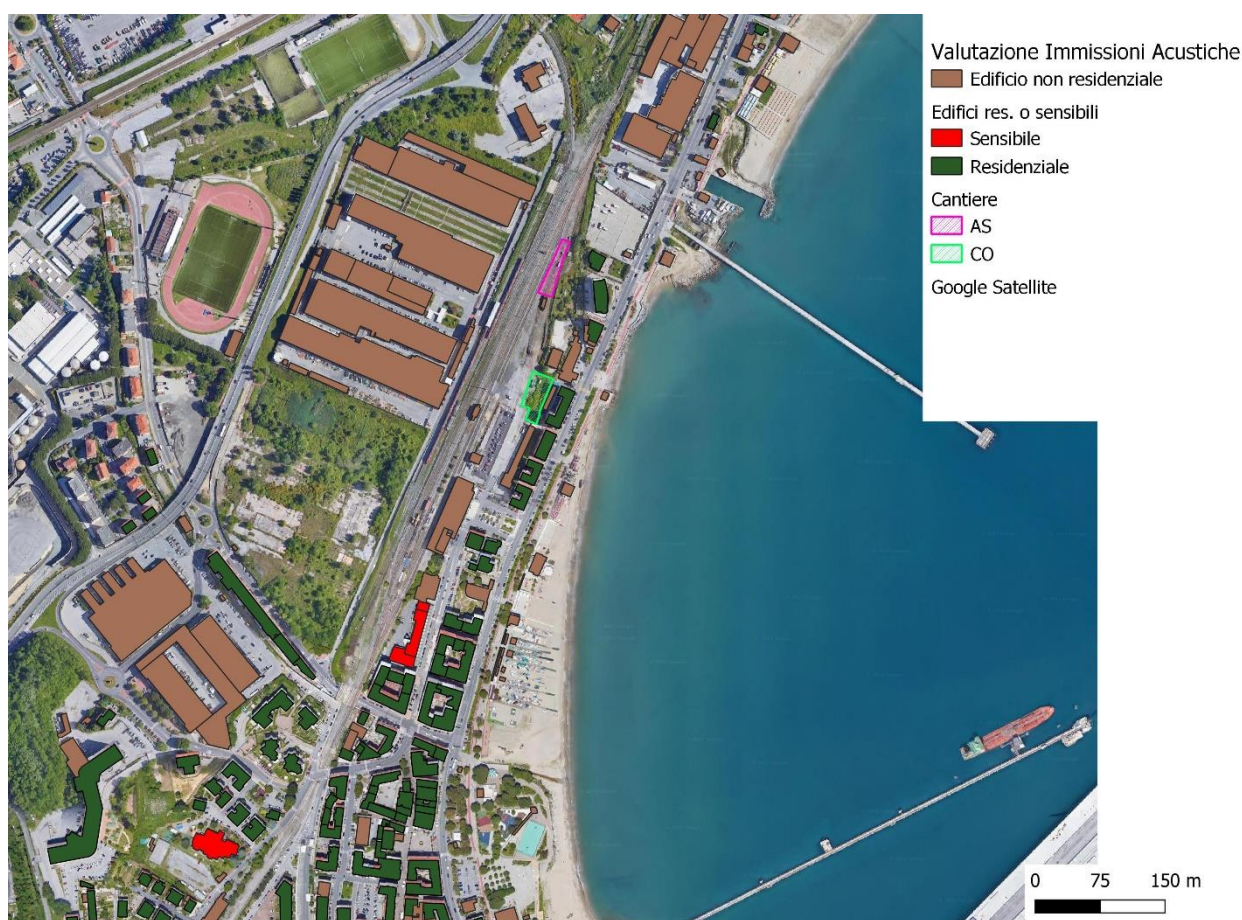 Valutazione Immissioni Acustiche
Edificio non residenziale
Edifici res. o sensibili
Sensibile
Residenziale
Cantiere
AS
CO
Google Satellite
0 75 150 m